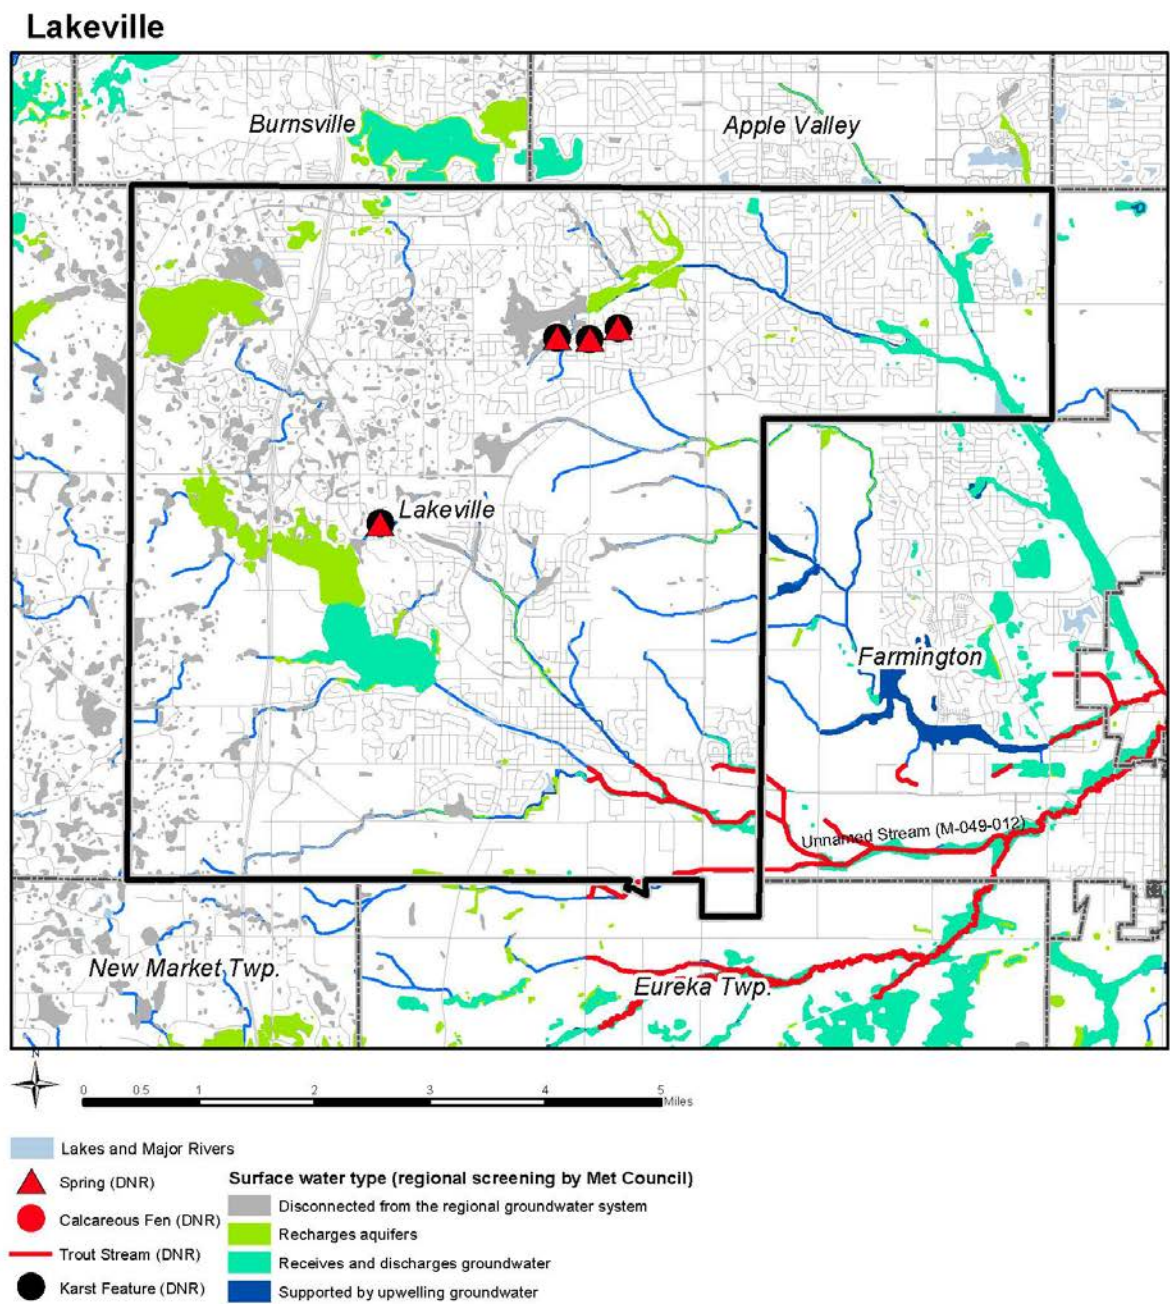 Lakeville
Burnsville
Apple Valley
Lakeville
Farmington
Unnamed Stream (M-049-012)
New Market Twp.
Eureka Twp.
N
0 0.5 1 2 3 4 5
Miles
Lakes and Major Rivers
Spring (DNR)
Calcareous Fen (DNR)
Trout Stream (DNR)
Karst Feature (DNR)
Surface water type (regional screening by Met Council)
Disconnected from the regional groundwater system
Recharges aquifers
Receives and discharges groundwater
Supported by upwelling groundwater